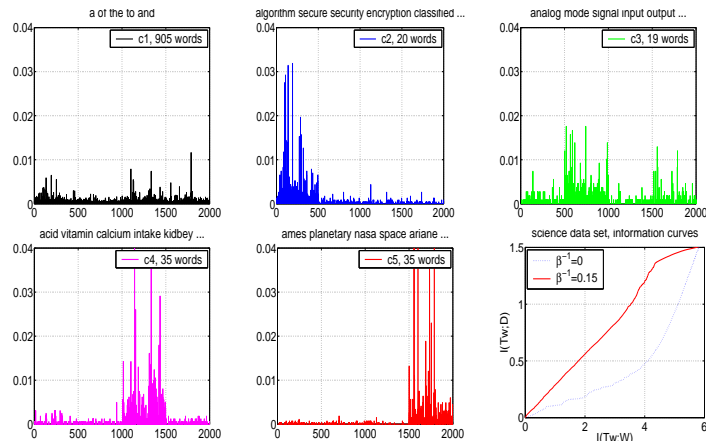 a of the to and
algorithm secure security encryption classified ...
analog mode signal input output ...
0.04
0.03
0.02
0.01
0
c1, 905 words
0 500 1000 1500 2000
0.04
0.03
0.02
0.01
0
c2, 20 words
0 500 1000 1500 2000
0.04
0.03
0.02
0.01
0
c3, 19 words
0 500 1000 1500 2000
acid vitamin calcium intake kidbey ...
ames planetary nasa space ariane ...
science data set, information curves
0.04
0.03
0.02
0.01
0
c4, 35 words
0 500 1000 1500 2000
0.04
0.03
0.02
0.01
0
c5, 35 words
0 500 1000 1500 2000
1.5
1
0.5
0
I(Tw;D)
β⁻¹=0
β⁻¹=0.15
0 2 4 6
I(Tw;W)